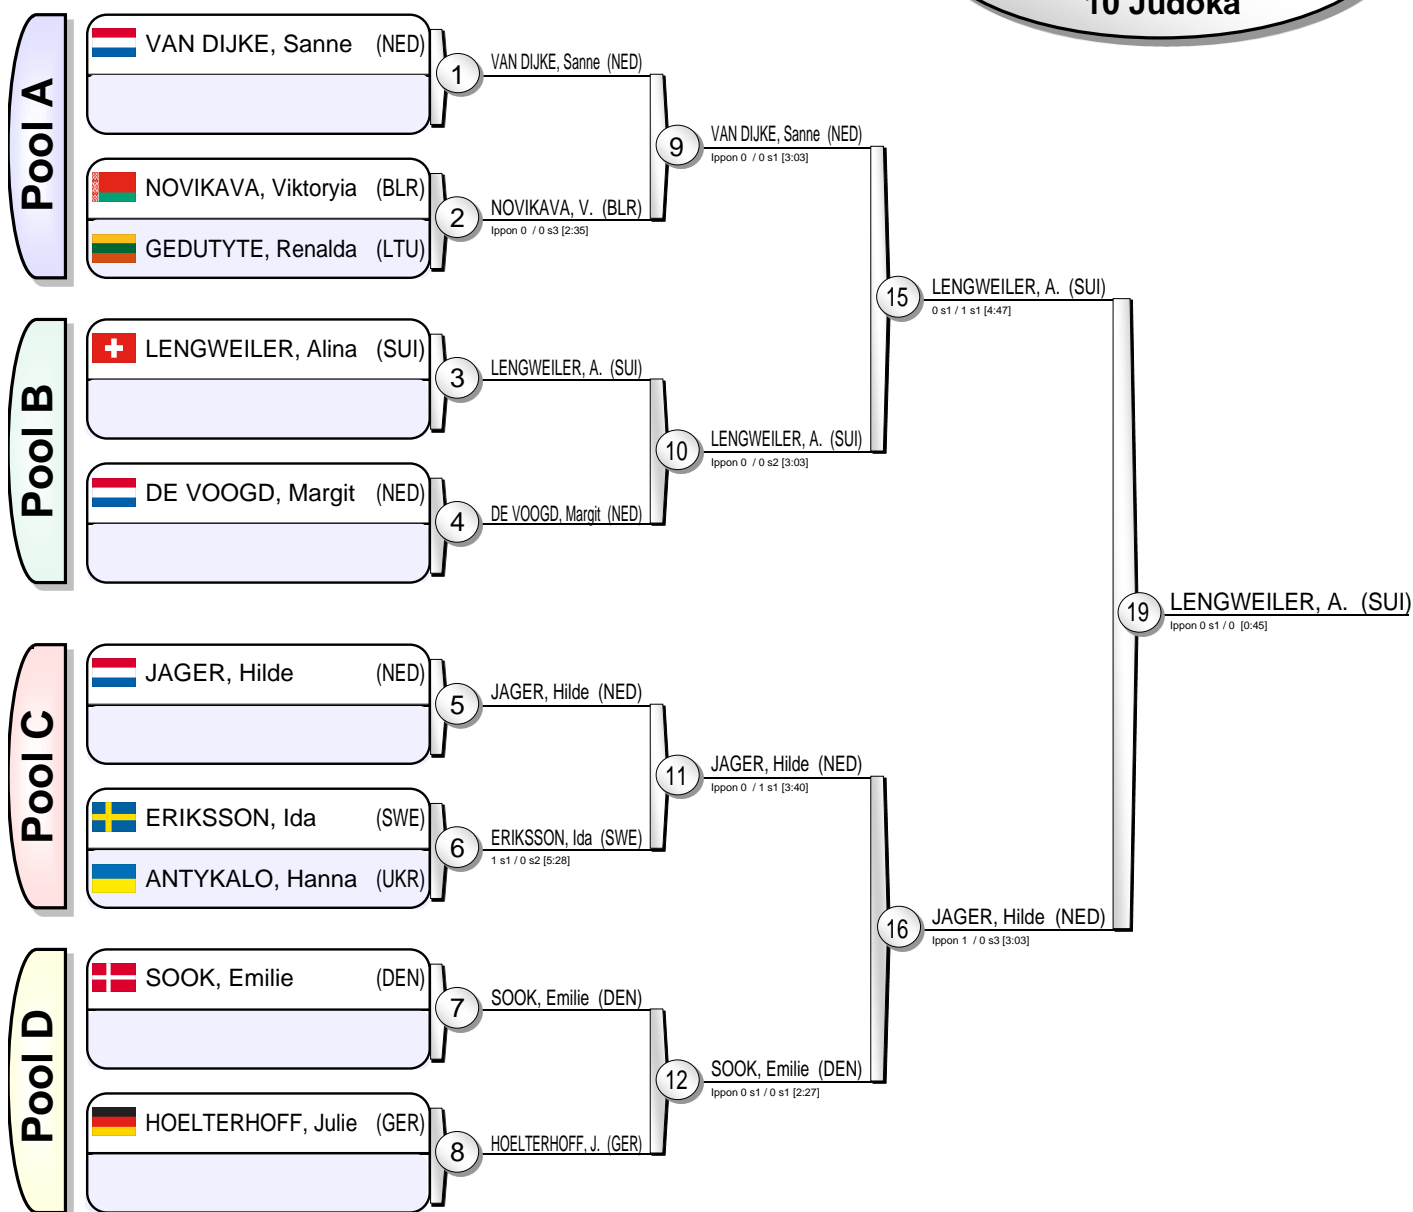 10 Judoka
Pool A
VAN DIJKE, Sanne (NED)
NOVIKAVA, Viktoryia (BLR)
GEDUTYTE, Renalda (LTU)
Pool B
LENGWEILER, Alina (SUI)
DE VOOGD, Margit (NED)
Pool C
JAGER, Hilde (NED)
ERIKSSON, Ida (SWE)
ANTYKALO, Hanna (UKR)
Pool D
SOOK, Emilie (DEN)
HOELTERHOFF, Julie (GER)
1
VAN DIJKE, Sanne (NED)
2
NOVIKAVA, V. (BLR)
Ippon 0 / 0 s3 [2:35]
3
LENGWEILER, A. (SUI)
4
DE VOOGD, Margit (NED)
5
JAGER, Hilde (NED)
6
ERIKSSON, Ida (SWE)
1 s1 / 0 s2 [5:28]
7
SOOK, Emilie (DEN)
8
HOELTERHOFF, J. (GER)
9
VAN DIJKE, Sanne (NED)
Ippon 0 / 0 s1 [3:03]
10
LENGWEILER, A. (SUI)
Ippon 0 / 0 s2 [3:03]
11
JAGER, Hilde (NED)
Ippon 0 / 1 s1 [3:40]
12
SOOK, Emilie (DEN)
Ippon 0 s1 / 0 s1 [2:27]
15
LENGWEILER, A. (SUI)
0 s1 / 1 s1 [4:47]
16
JAGER, Hilde (NED)
Ippon 1 / 0 s3 [3:03]
19
LENGWEILER, A. (SUI)
Ippon 0 s1 / 0 [0:45]